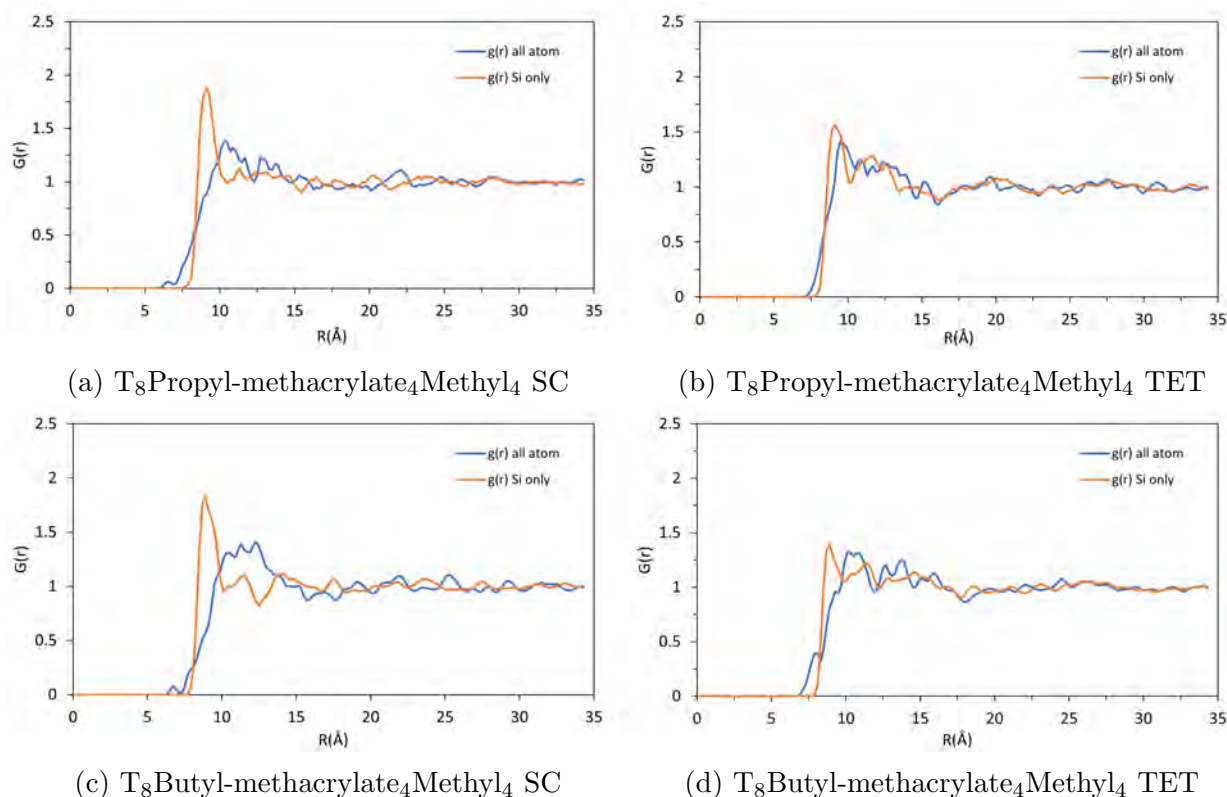 2.5
2
1.5
1
0.5
0
G(r)
g(r) all atom
g(r) Si only
0 5 10 15 20 25 30 35
R(Å)
(a) T₈Propyl-methacrylate₄Methyl₄ SC
2.5
2
1.5
1
0.5
0
G(r)
g(r) all atom
g(r) Si only
0 5 10 15 20 25 30 35
R(Å)
(b) T₈Propyl-methacrylate₄Methyl₄ TET
2.5
2
1.5
1
0.5
0
G(r)
g(r) all atom
g(r) Si only
0 5 10 15 20 25 30 35
R(Å)
(c) T₈Butyl-methacrylate₄Methyl₄ SC
2.5
2
1.5
1
0.5
0
G(r)
g(r) all atom
g(r) Si only
0 5 10 15 20 25 30 35
R(Å)
(d) T₈Butyl-methacrylate₄Methyl₄ TET